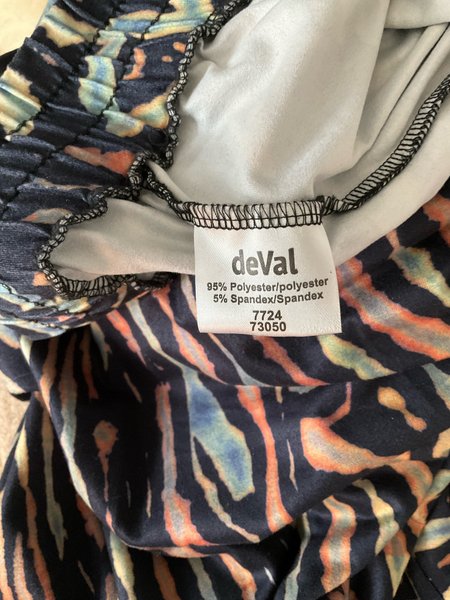 deVal
95% Polyester/polyester
5% Spandex/Spandex
7724
73050